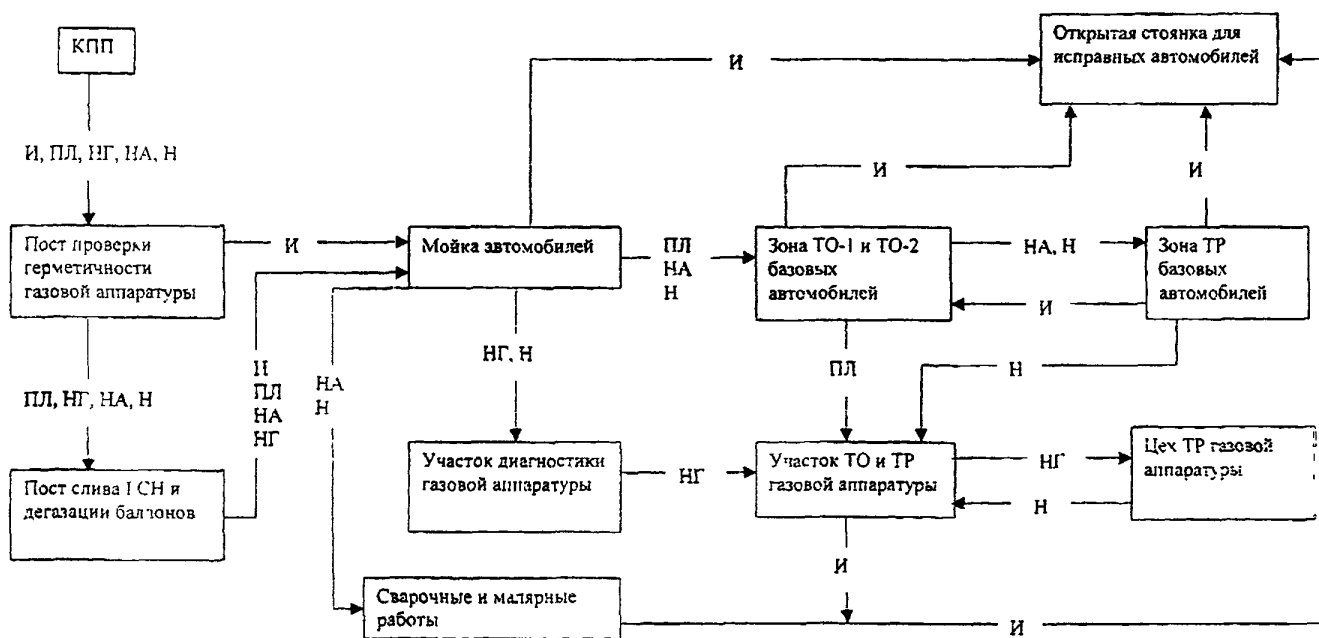 КПП
И, ПЛ, НГ, НА, Н
Пост проверки
герметичности
газовой аппаратуры
И
ПЛ, НГ, НА, Н
Пост слива ГСН и
дегазации баллонов
И
ПЛ
НА
НГ
Мойка автомобилей
И
ПЛ
НА
Н
НГ, Н
НА
Н
Участок диагностики
газовой аппаратуры
НГ
Сварочные и малярные
работы
Открытая стоянка для
исправных автомобилей
И
И
Зона ТО-1 и ТО-2
базовых
автомобилей
НА, Н
И
Зона ТР
базовых
автомобилей
ПЛ
Н
Участок ТО и ТР
газовой аппаратуры
НГ
Н
Цех ТР газовой
аппаратуры
И
И